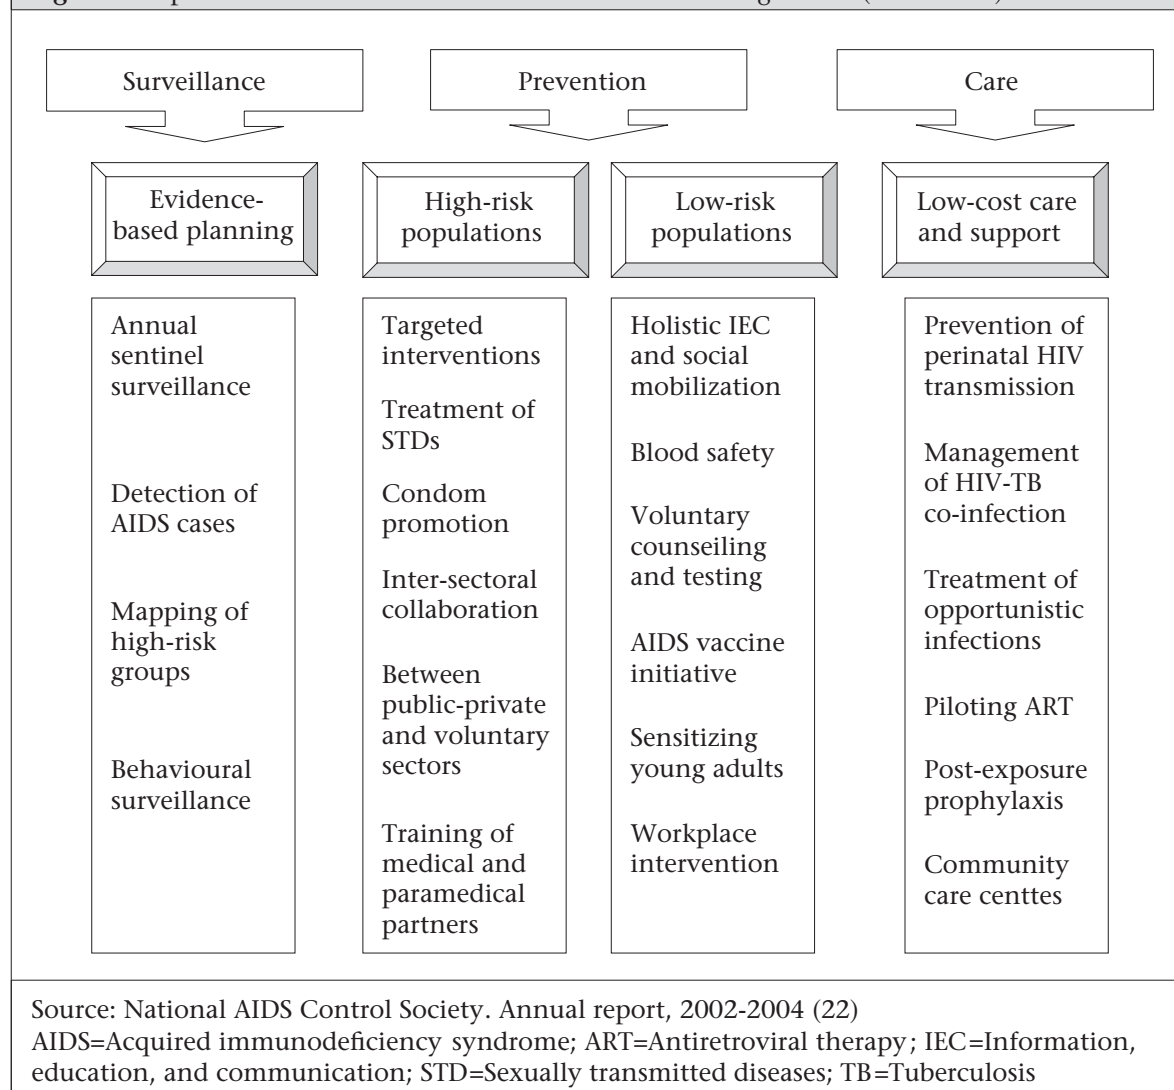 Surveillance
Prevention
Care
Evidence-
based planning
High-risk
populations
Low-risk
populations
Low-cost care
and support
Annual
sentinel
surveillance
Detection of
AIDS cases
Mapping of
high-risk
groups
Behavioural
surveillance
Targeted
interventions
Treatment of
STDs
Condom
promotion
Inter-sectoral
collaboration
Between
public-private
and voluntary
sectors
Training of
medical and
paramedical
partners
Holistic IEC
and social
mobilization
Blood safety
Voluntary
counseiling
and testing
AIDS vaccine
initiative
Sensitizing
young adults
Workplace
intervention
Prevention of
perinatal HIV
transmission
Management
of HIV-TB
co-infection
Treatment of
opportunistic
infections
Piloting ART
Post-exposure
prophylaxis
Community
care centtes
Source: National AIDS Control Society. Annual report, 2002-2004 (22)
AIDS=Acquired immunodeficiency syndrome; ART=Antiretroviral therapy; IEC=Information,
education, and communication; STD=Sexually transmitted diseases; TB=Tuberculosis